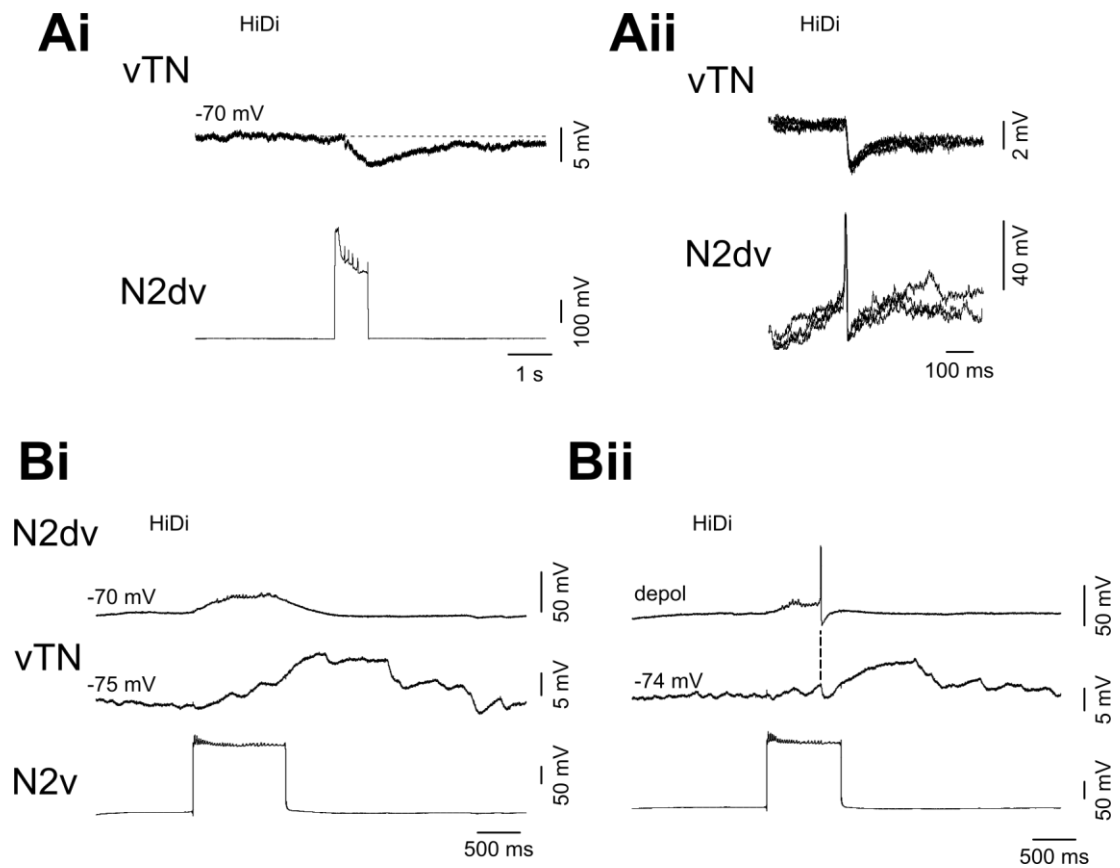 Ai
HiDi
vTN
-70 mV
5 mV
N2dv
100 mV
1 s
Aii
HiDi
vTN
2 mV
N2dv
40 mV
100 ms
Bi
HiDi
N2dv
-70 mV
50 mV
vTN
-75 mV
5 mV
N2v
50 mV
500 ms
Bii
HiDi
depol
50 mV
-74 mV
5 mV
50 mV
500 ms